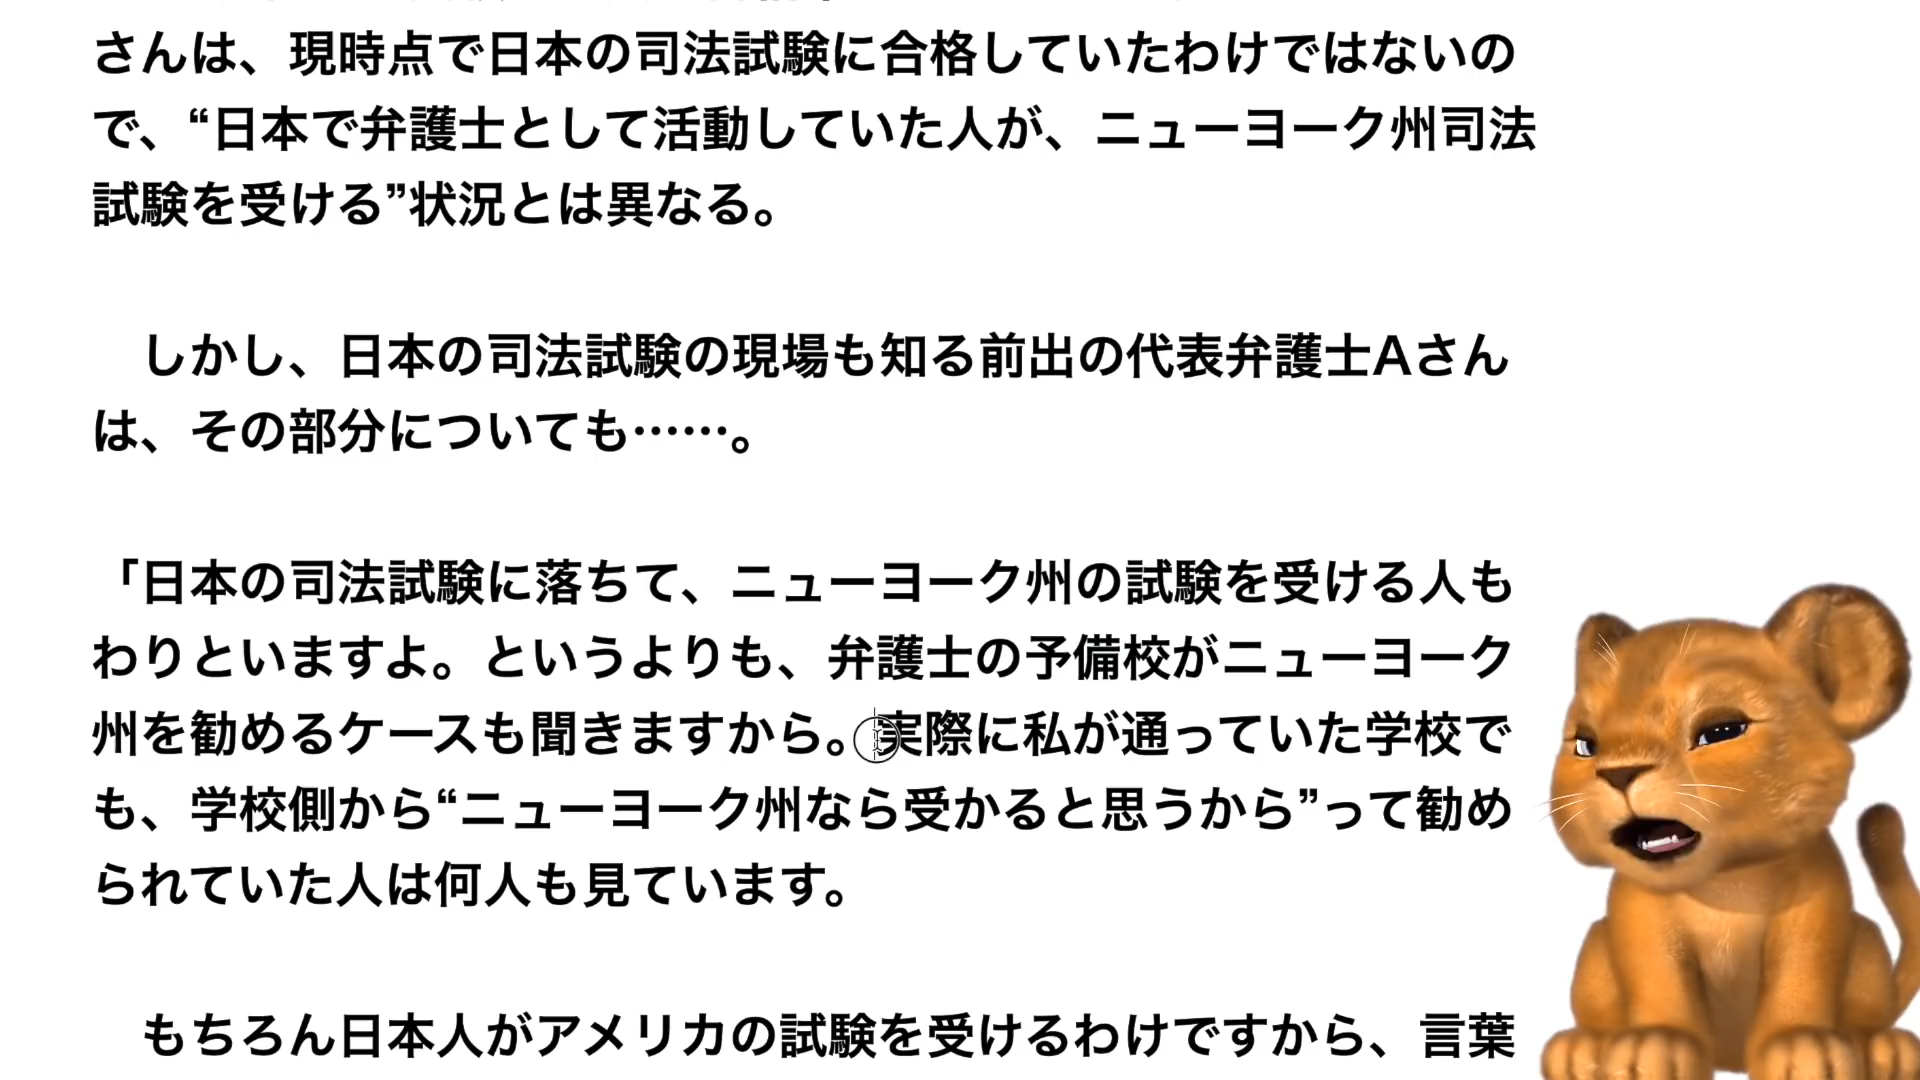 さんは、現時点で日本の司法試験に合格していたわけではないの
で、“日本で弁護士として活動していた人が、ニューヨーク州司法
試験を受ける”状況とは異なる。
しかし、日本の司法試験の現場も知る前出の代表弁護士Aさん
は、その部分についても……。
「日本の司法試験に落ちて、ニューヨーク州の試験を受ける人も
わりといますよ。というよりも、弁護士の予備校がニューヨーク
州を勧めるケースも聞きますから。実際に私が通っていた学校で
も、学校側から“ニューヨーク州なら受かると思うから”って勧め
られていた人は何人も見ています。
もちろん日本人がアメリカの試験を受けるわけですから、言葉